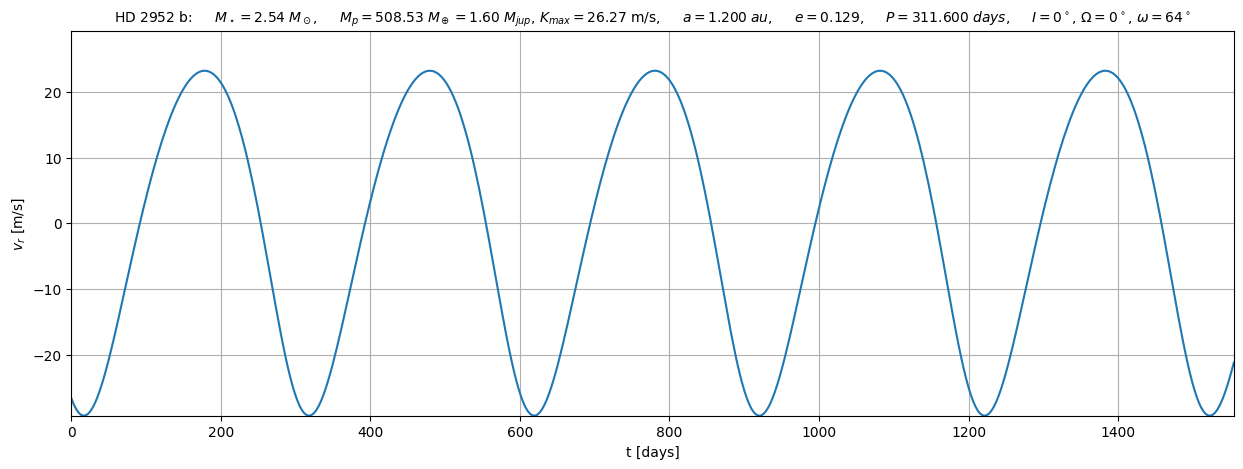 HD 2952 b: M⋆ = 2.54 M⊙, Mp = 508.53 M⊕ = 1.60 Mjup, Kmax = 26.27 m/s, a = 1.200 au, e = 0.129, P = 311.600 days, I = 0°, Ω = 0°, ω = 64°
20
10
0
−10
−20
vr [m/s]
0 200 400 600 800 1000 1200 1400
t [days]